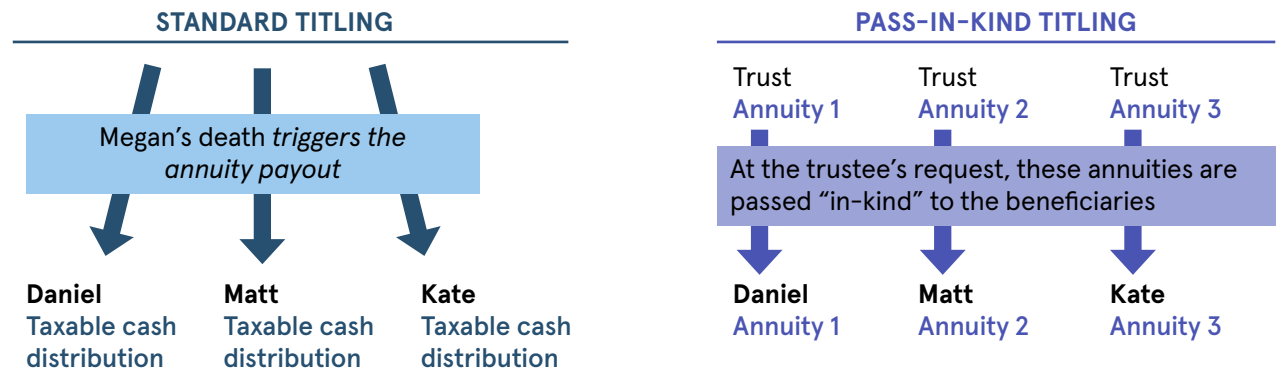 STANDARD TITLING
Megan’s death triggers the
annuity payout
Daniel
Taxable cash
distribution
Matt
Taxable cash
distribution
Kate
Taxable cash
distribution
PASS-IN-KIND TITLING
Trust
Annuity 1
Trust
Annuity 2
Trust
Annuity 3
At the trustee’s request, these annuities are
passed “in-kind” to the beneficiaries
Daniel
Annuity 1
Matt
Annuity 2
Kate
Annuity 3